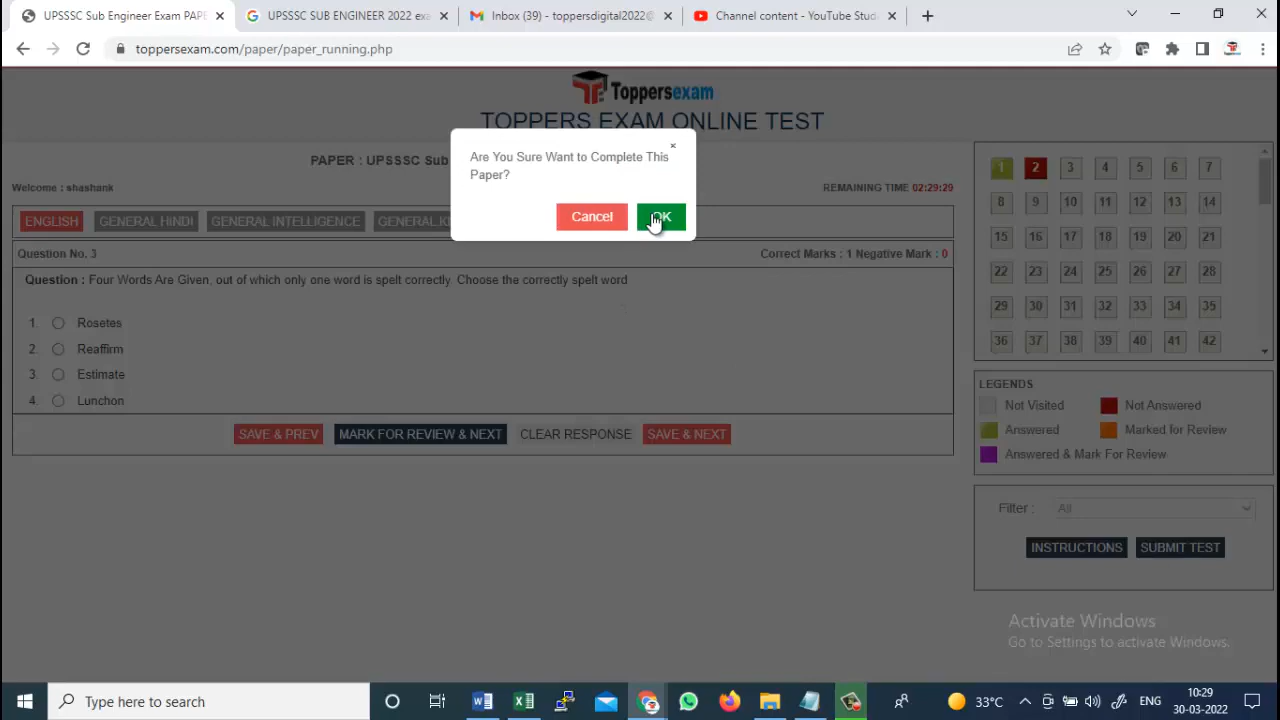 UPSSSC Sub Engineer Exam PAPE
UPSSSC SUB ENGINEER 2022 exa
Inbox (39) - toppersdigital2022@
Channel content - YouTube Stud
toppersexam.com/paper/paper_running.php
Toppersexam
TOPPERS EXAM ONLINE TEST
PAPER : UPSSSC Sub
Are You Sure Want to Complete This
Paper?
Cancel
OK
Welcome : shashank
REMAINING TIME 02:29:29
ENGLISH
GENERAL HINDI
GENERAL INTELLIGENCE
Question No. 3
Correct Marks : 1 Negative Mark : 0
Question : Four Words Are Given, out of which only one word is spelt correctly. Choose the correctly spelt word
1. Rosetes
2. Reaffirm
3. Estimate
4. Lunchon
SAVE & PREV
MARK FOR REVIEW & NEXT
CLEAR RESPONSE
SAVE & NEXT
1 2 3 4 5 6 7
8 9 10 11 12 13 14
15 16 17 18 19 20 21
22 23 24 25 26 27 28
29 30 31 32 33 34 35
36 37 38 39 40 41 42
LEGENDS
Not Visited
Not Answered
Answered
Marked for Review
Answered & Mark For Review
Filter :
All
INSTRUCTIONS
SUBMIT TEST
Activate Windows
Go to Settings to activate Windows.
Type here to search
33°C
ENG
10:29
30-03-2022